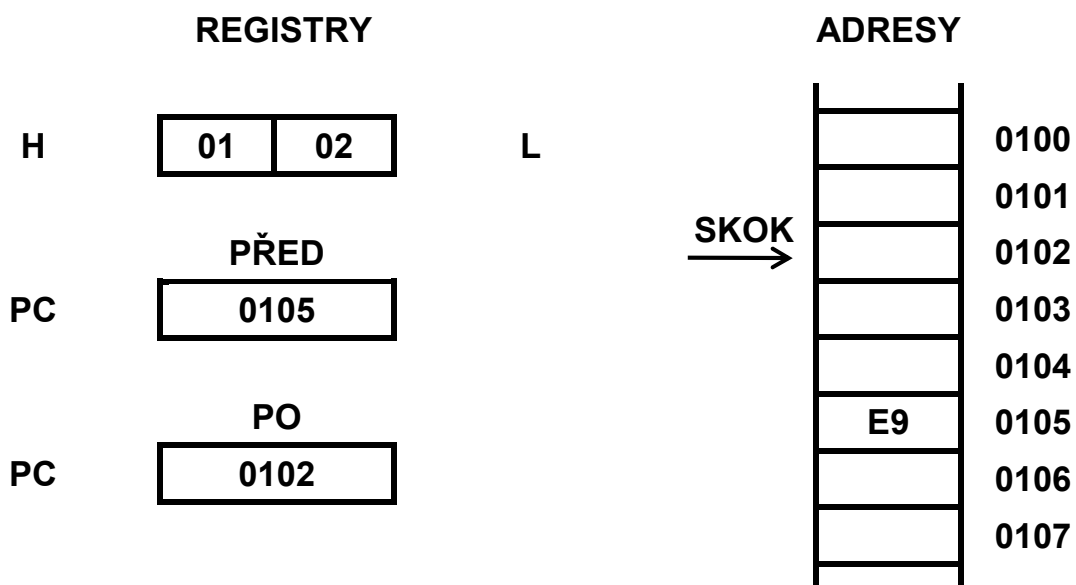 REGISTRY
H 01 02 L
PŘED
PC 0105
PO
PC 0102
ADRESY
0100
0101
SKOK 0102
0103
0104
E9 0105
0106
0107